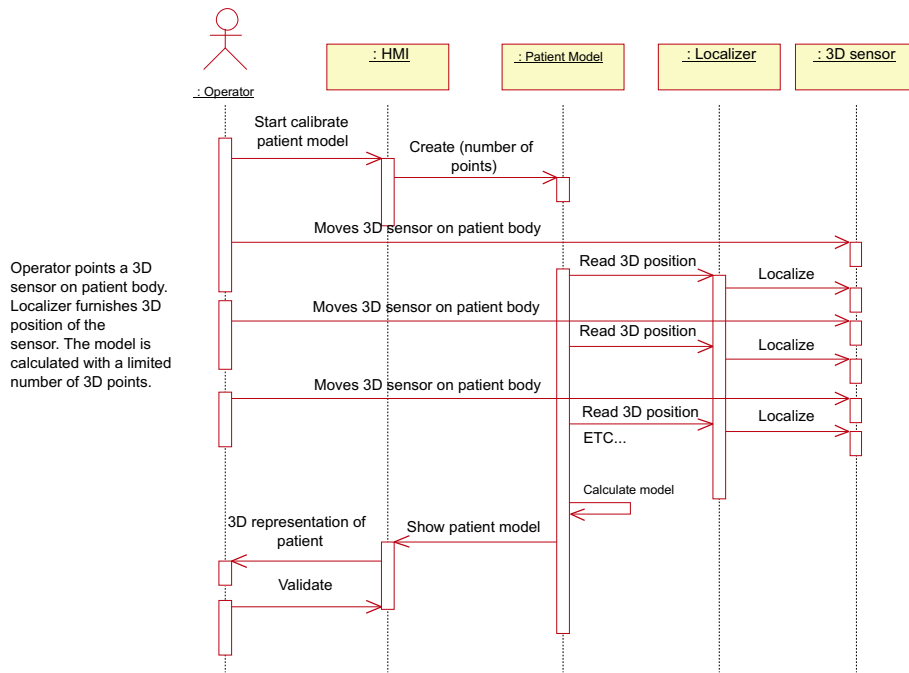 : HMI
: Patient Model
: Localizer
: 3D sensor
: Operator
Start calibrate
patient model
Create (number of
points)
Moves 3D sensor on patient body
Operator points a 3D
sensor on patient body.
Localizer furnishes 3D
position of the
sensor. The model is
calculated with a limited
number of 3D points.
Read 3D position
Localize
Moves 3D sensor on patient body
Read 3D position
Localize
Moves 3D sensor on patient body
Read 3D position
Localize
ETC...
Calculate model
3D representation of
patient
Show patient model
Validate